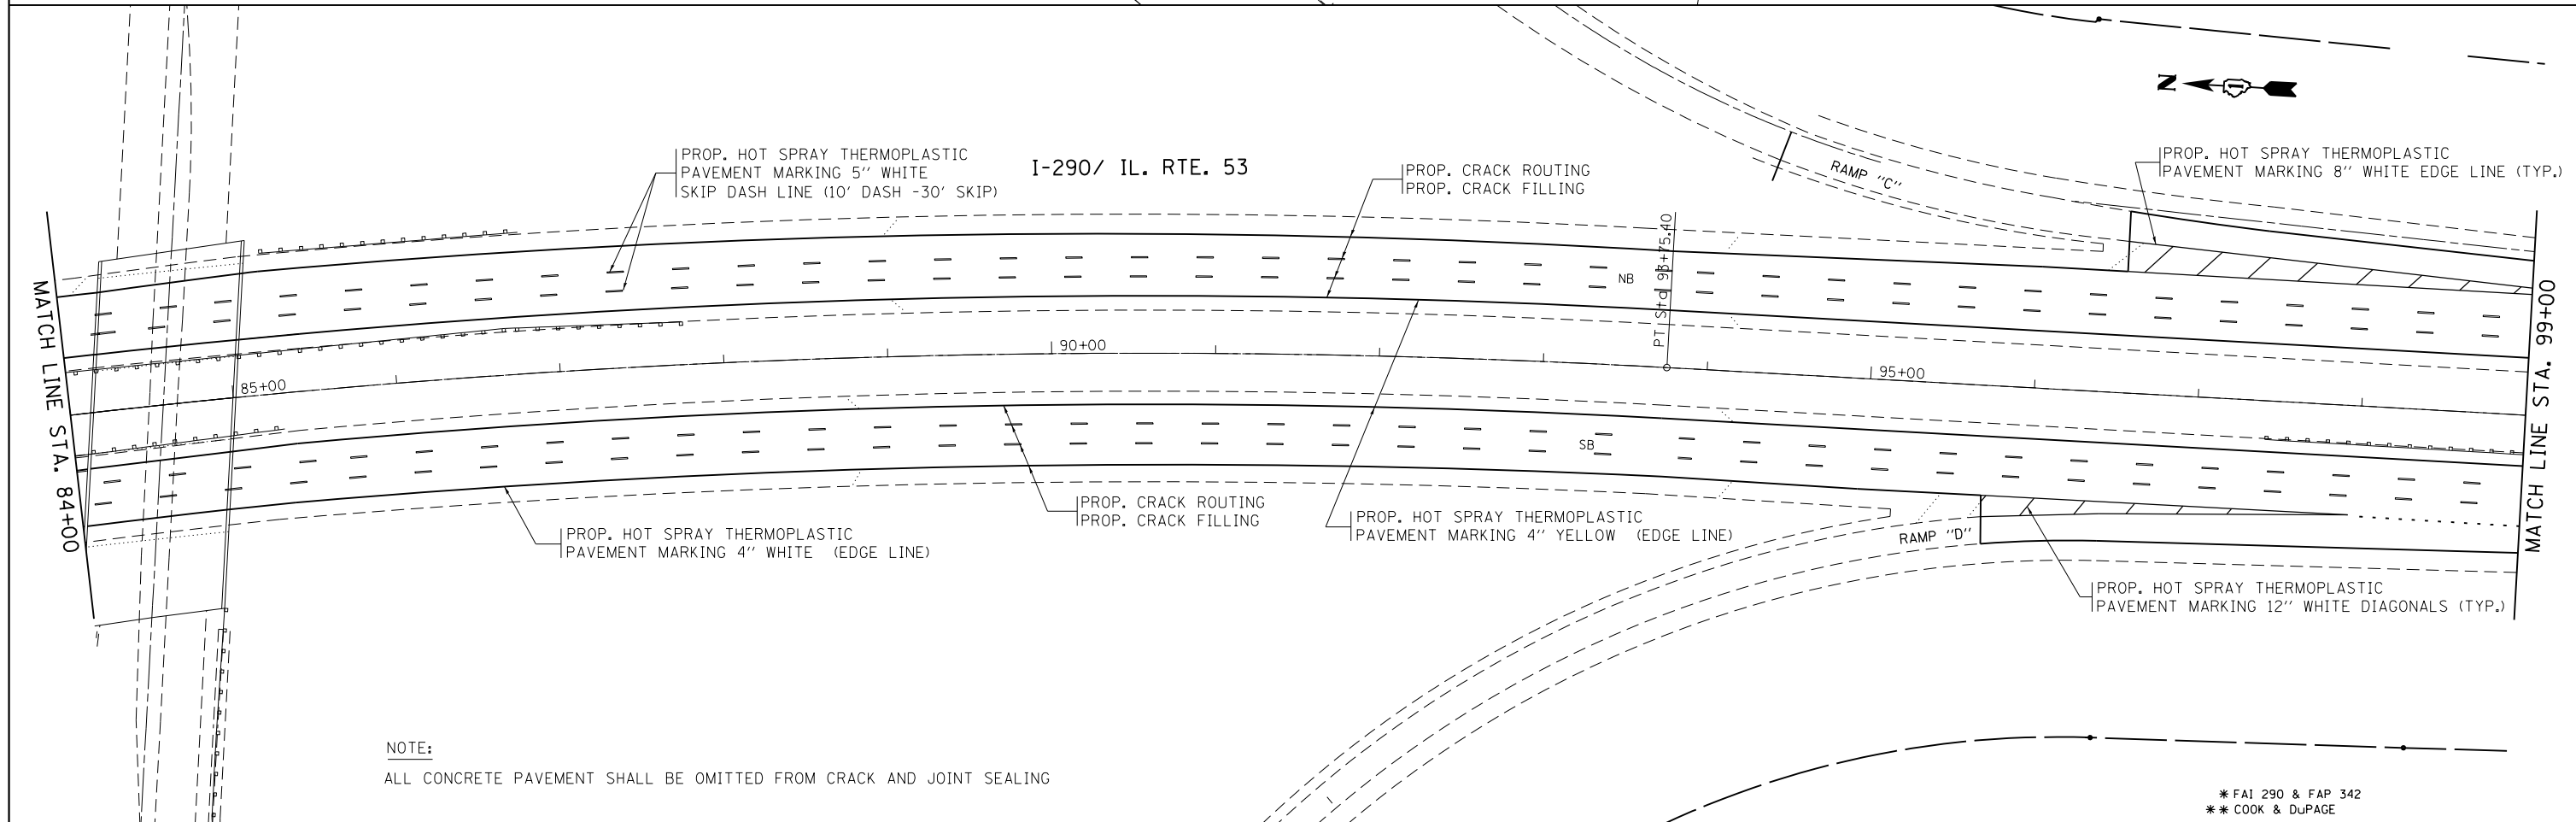 N
PROP. HOT SPRAY THERMOPLASTIC
PAVEMENT MARKING 5" WHITE
SKIP DASH LINE (10' DASH -30' SKIP)
I-290/ IL. RTE. 53
PROP. CRACK ROUTING
PROP. CRACK FILLING
RAMP "C"
PROP. HOT SPRAY THERMOPLASTIC
PAVEMENT MARKING 8" WHITE EDGE LINE (TYP.)
MATCH LINE STA. 84+00
NB
PT Sta 93+75.40
85+00
90+00
95+00
MATCH LINE STA. 99+00
SB
PROP. HOT SPRAY THERMOPLASTIC
PAVEMENT MARKING 4" WHITE (EDGE LINE)
PROP. CRACK ROUTING
PROP. CRACK FILLING
PROP. HOT SPRAY THERMOPLASTIC
PAVEMENT MARKING 4" YELLOW (EDGE LINE)
RAMP "D"
PROP. HOT SPRAY THERMOPLASTIC
PAVEMENT MARKING 12" WHITE DIAGONALS (TYP.)
NOTE:
ALL CONCRETE PAVEMENT SHALL BE OMITTED FROM CRACK AND JOINT SEALING
* FAI 290 & FAP 342
** COOK & DuPAGE